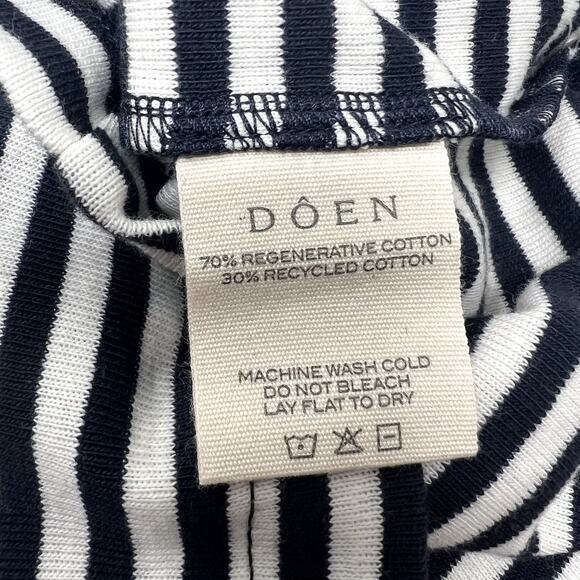 DÔEN
70% REGENERATIVE COTTON
30% RECYCLED COTTON
MACHINE WASH COLD
DO NOT BLEACH
LAY FLAT TO DRY